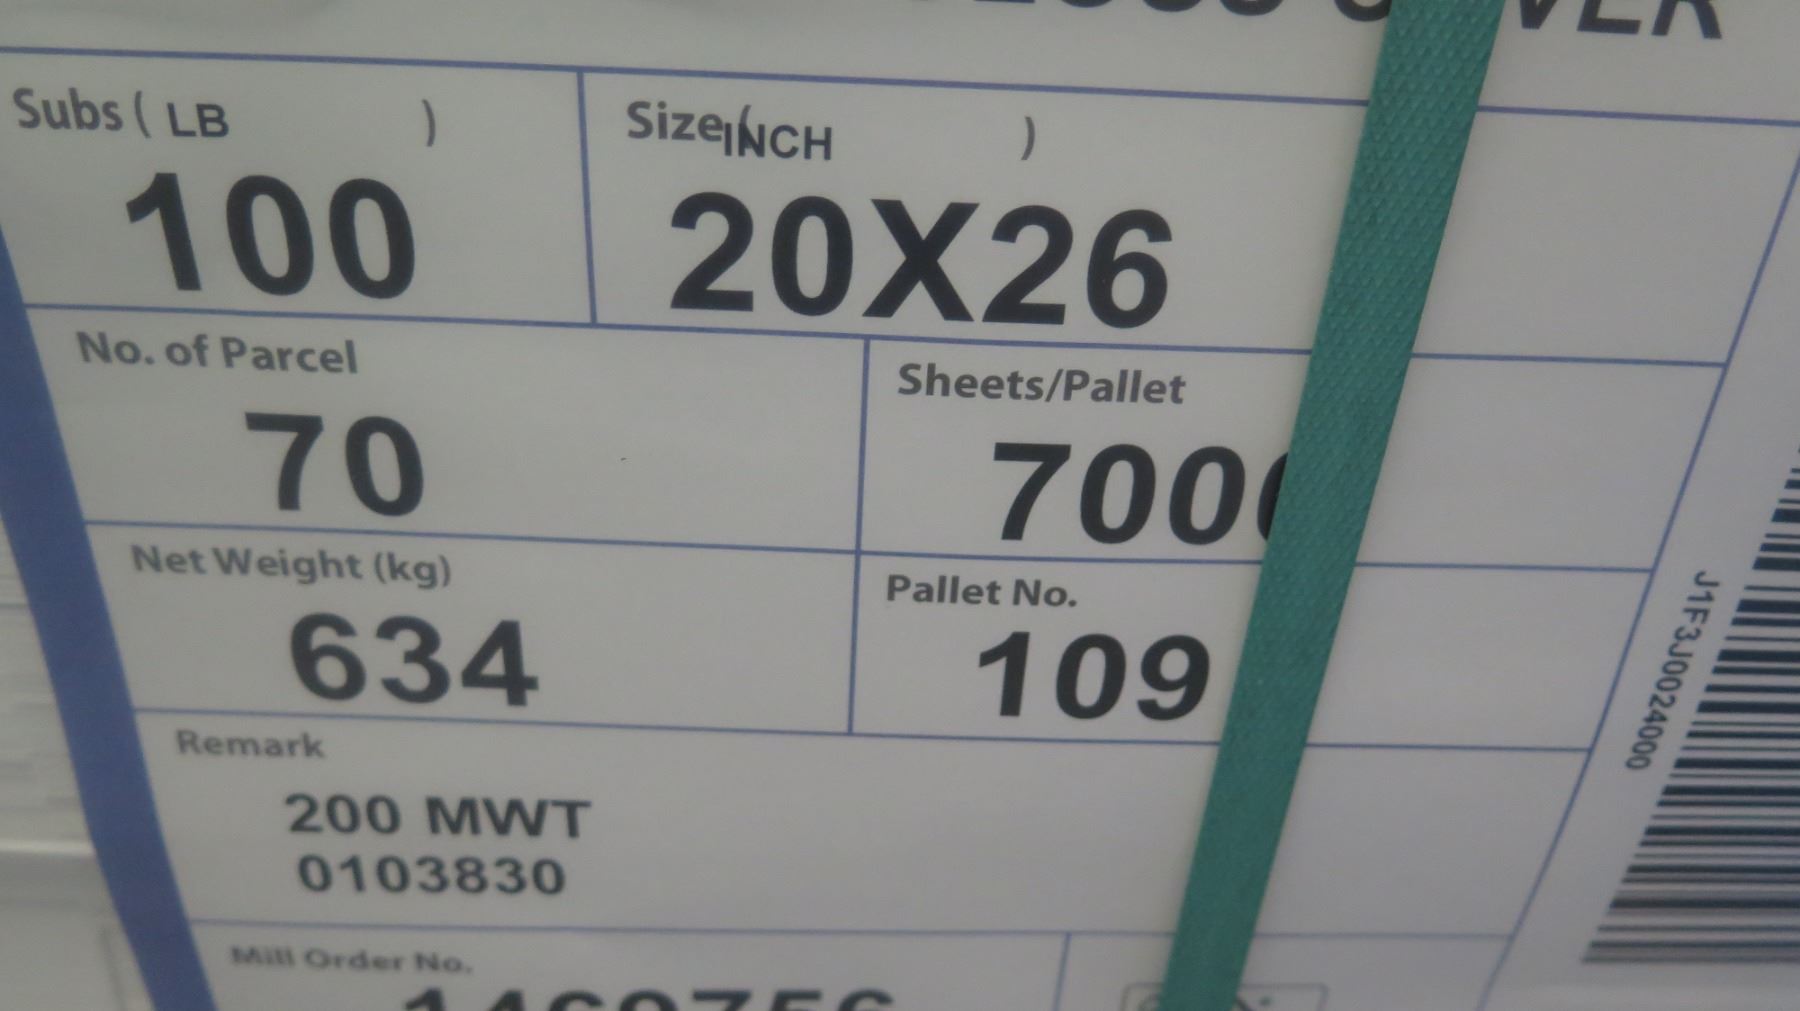 Subs ( LB )
Size( INCH )
100
20X26
No. of Parcel
Sheets/Pallet
70
700
Net Weight (kg)
Pallet No.
634
109
Remark
200 MWT
0103830
Mill Order No.
J1F3J0024000